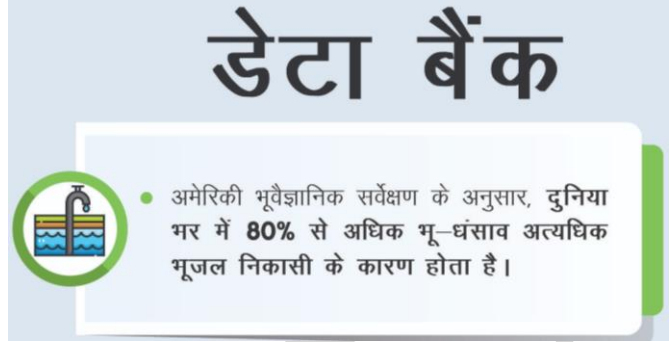 डेटा बैंक
• अमेरिकी भूवैज्ञानिक सर्वेक्षण के अनुसार, दुनिया
भर में 80% से अधिक भू–धंसाव अत्यधिक
भूजल निकासी के कारण होता है।